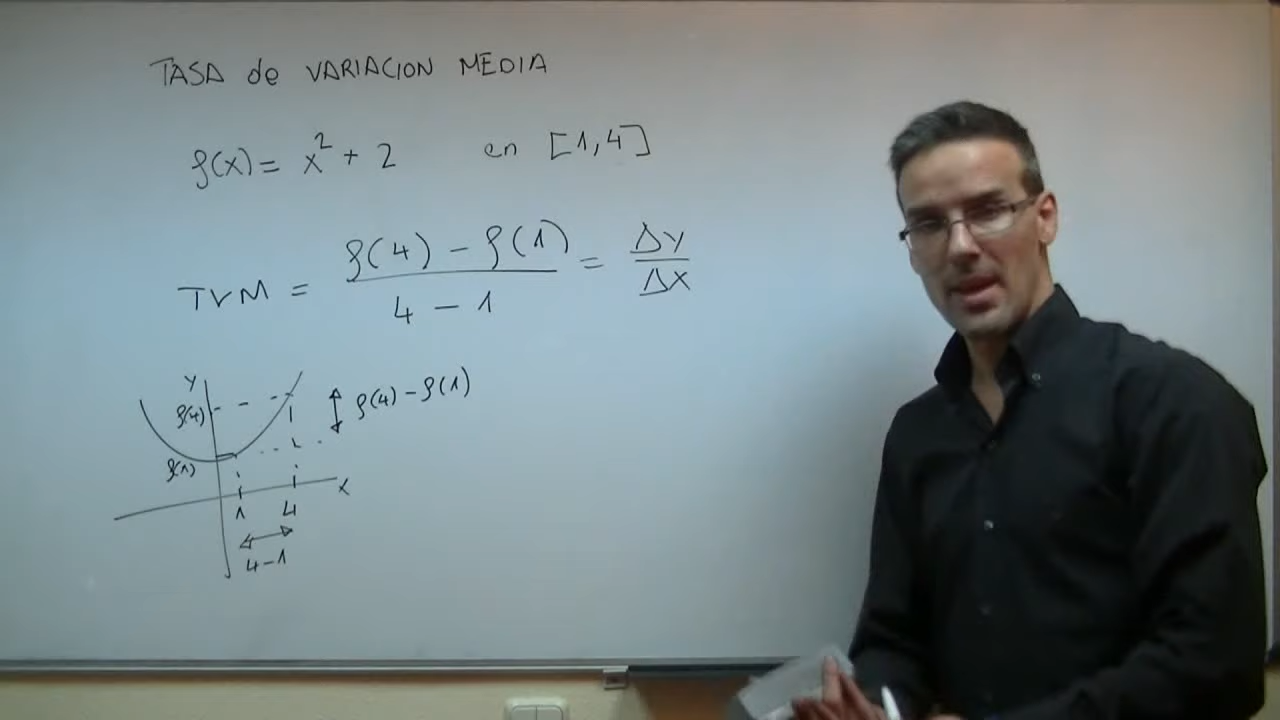 TASA de VARIACION MEDIA
f(x) = x² + 2 en [1,4]
TVM = f(4) - f(1) / 4 - 1 = Δy / Δx
Y
f(4)
f(4) - f(1)
f(1)
X
1 4
4-1